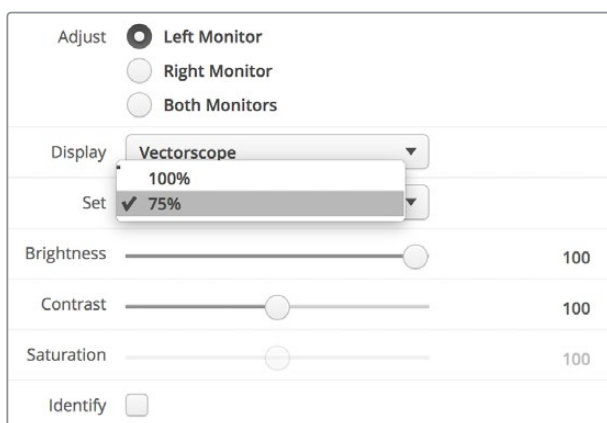 Adjust Left Monitor
Right Monitor
Both Monitors
Display Vectorscope
100%
Set ✓ 75%
Brightness 100
Contrast 100
Saturation 100
Identify